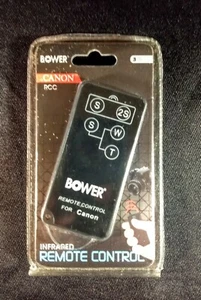 BOWER
CANON
RCC
S 2S
S W
T
BOWER
REMOTE.CONTROL
FOR Canon
INFRARED
REMOTE CONTROL